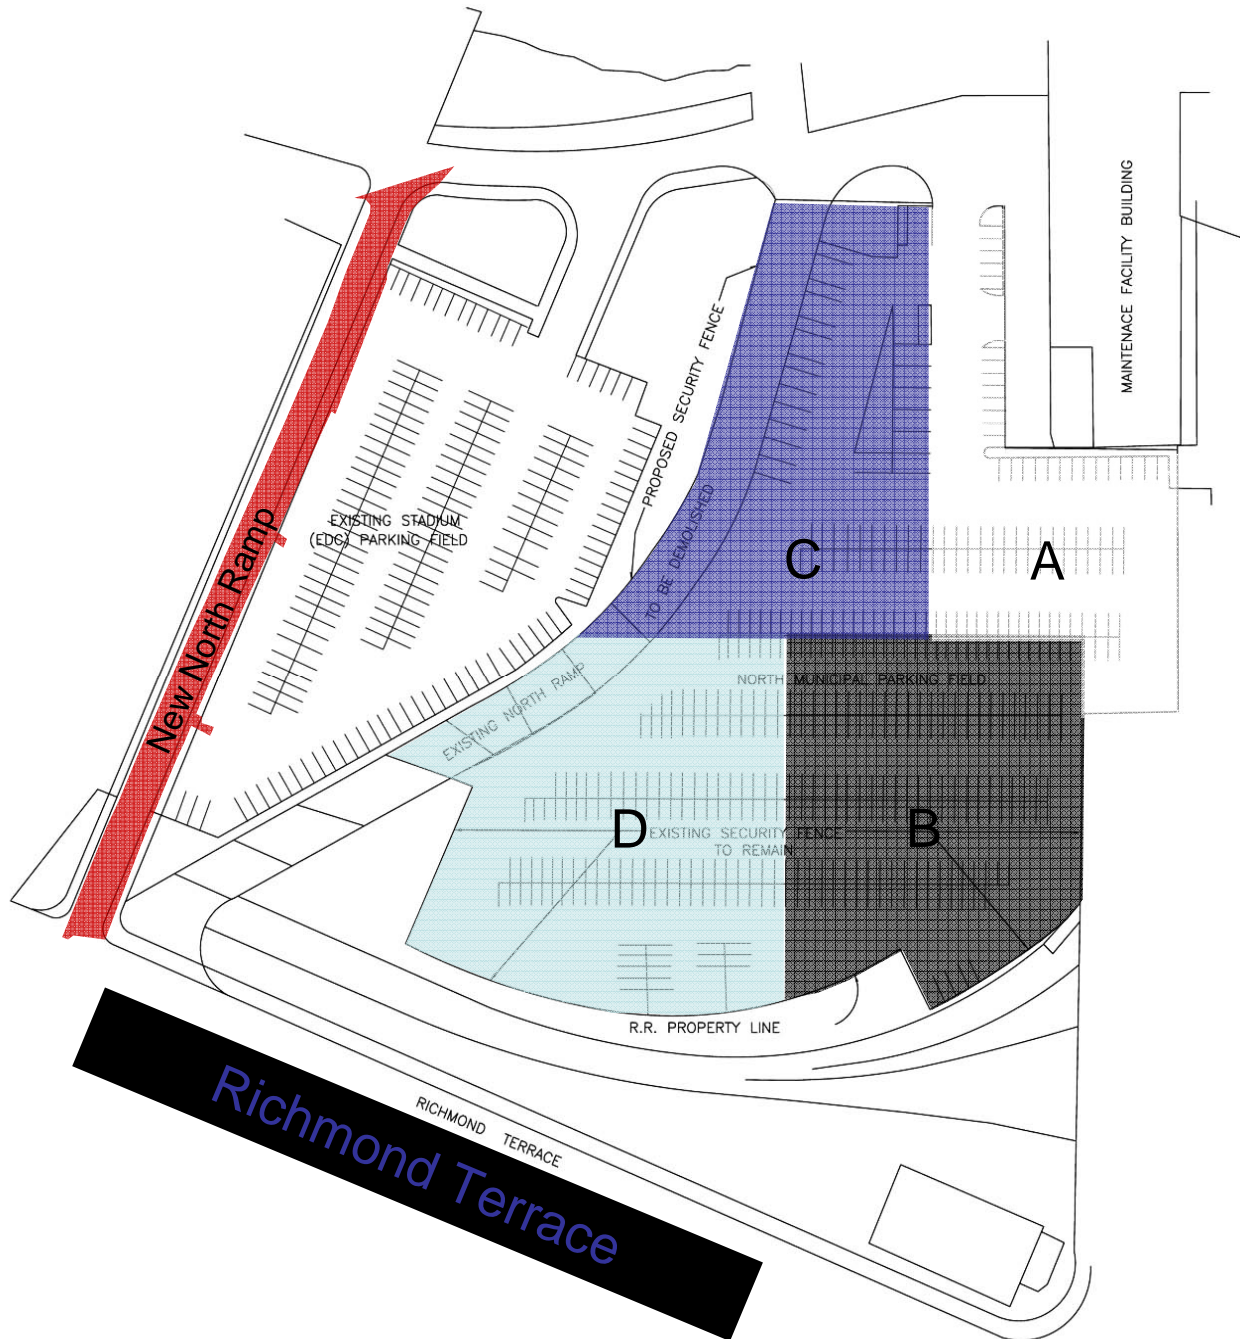 MAINTENACE FACILITY BUILDING
PROPOSED SECURITY FENCE
EXISTING STADIUM
(EDC) PARKING FIELD
New North Ramp
TO BE DEMOLISHED
C
A
EXISTING NORTH RAMP
NORTH MUNICIPAL PARKING FIELD
D
B
EXISTING SECURITY FENCE
TO REMAIN
R.R. PROPERTY LINE
RICHMOND TERRACE
Richmond Terrace